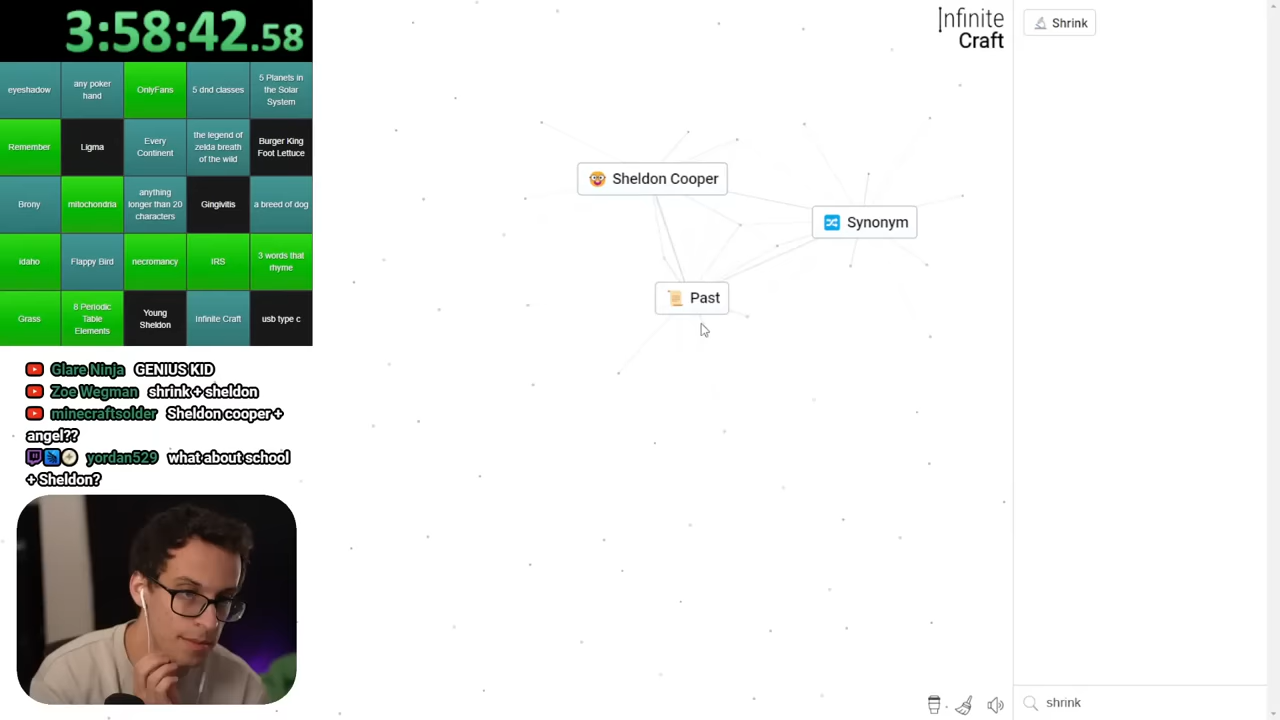 3:58:42.58
eyeshadow
any poker
hand
OnlyFans
5 dnd classes
5 Planets in
the Solar
System
Remember
Ligma
Every
Continent
the legend of
zelda breath
of the wild
Burger King
Foot Lettuce
Brony
mitochondria
anything
longer than 20
characters
Gingivitis
a breed of dog
idaho
Flappy Bird
necromancy
IRS
3 words that
rhyme
Grass
8 Periodic
Table
Elements
Young
Sheldon
Infinite Craft
usb type c
Glare Ninja GENIUS KID
Zoe Wegman shrink + sheldon
minecraftsolder Sheldon cooper +
angel??
yordan529 what about school
+ Sheldon?
Infinite
Craft
Sheldon Cooper
Synonym
Past
Shrink
shrink